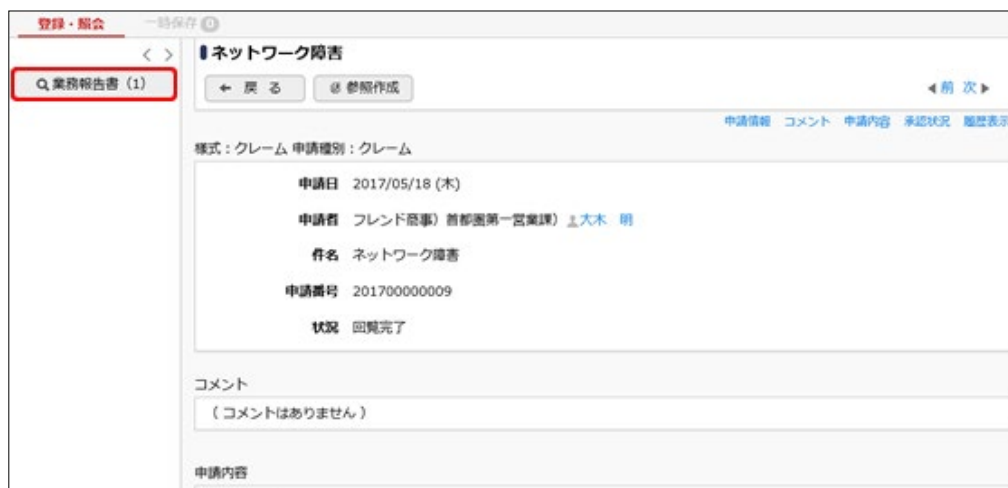 登録・照会 一時保存 0
< >
業務報告書 (1)
ネットワーク障害
← 戻 る 参照作成 ◀前 次▶
申請情報 コメント 申請内容 承認状況 履歴表示
様式：クレーム 申請種別：クレーム
申請日 2017/05/18 (木)
申請者 フレンド商事）首都圏第一営業課）大木 明
件名 ネットワーク障害
申請番号 201700000009
状況 回覧完了
コメント
（コメントはありません）
申請内容